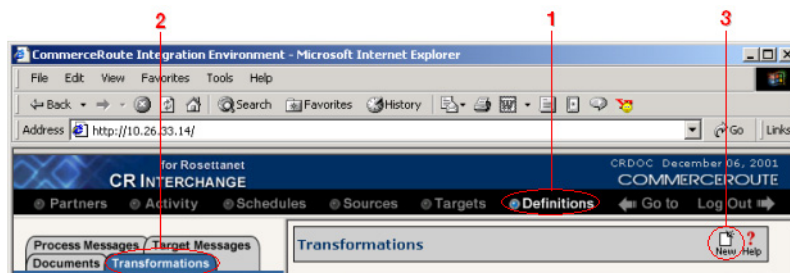 2 1 3
CommerceRoute Integration Environment - Microsoft Internet Explorer
File Edit View Favorites Tools Help
Back Search Favorites History
Address http://10.26.33.14/ Go Links
for Rosettanet CRDOC December 06, 2001
CR INTERCHANGE COMMERCEROUTE
Partners Activity Schedules Sources Targets Definitions Go to Log Out
Process Messages Target Messages
Transformations ? 
Documents Transformations New Help